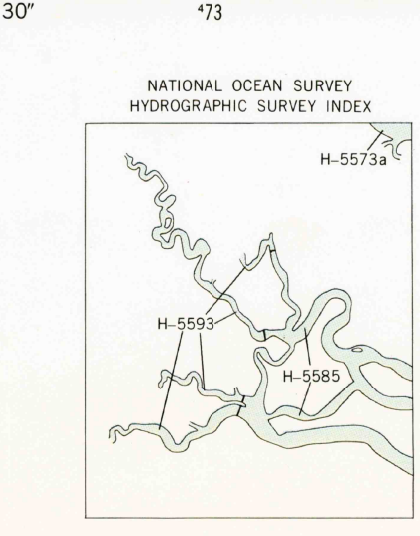 30″
⁴73
NATIONAL OCEAN SURVEY
HYDROGRAPHIC SURVEY INDEX
H–5573a
H–5593
H–5585